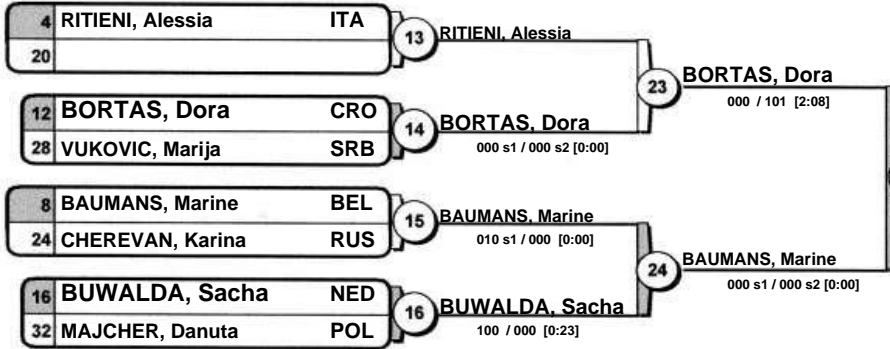 4 RITIENI, Alessia ITA
20
13
RITIENI, Alessia
12 BORTAS, Dora CRO
28 VUKOVIC, Marija SRB
14
BORTAS, Dora
000 s1 / 000 s2 [0:00]
23
BORTAS, Dora
000 / 101 [2:08]
8 BAUMANS, Marine BEL
24 CHEREVAN, Karina RUS
15
BAUMANS, Marine
010 s1 / 000 [0:00]
16 BUWALDA, Sacha NED
32 MAJCHER, Danuta POL
16
BUWALDA, Sacha
100 / 000 [0:23]
24
BAUMANS, Marine
000 s1 / 000 s2 [0:00]